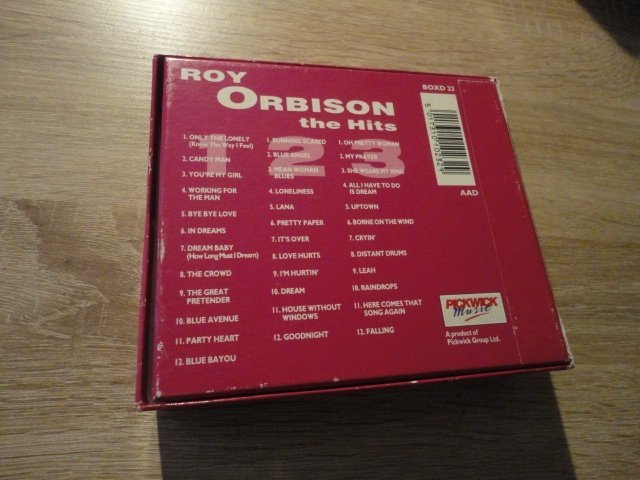 ROY
ORBISON
the Hits
BOXD 23
AAD
1. ONLY THE LONELY
(Know The Way I Feel)
2. CANDY MAN
3. YOU'RE MY GIRL
4. WORKING FOR
THE MAN
5. BYE BYE LOVE
6. IN DREAMS
7. DREAM BABY
(How Long Must I Dream)
8. THE CROWD
9. THE GREAT
PRETENDER
10. BLUE AVENUE
11. PARTY HEART
12. BLUE BAYOU
2
1. RUNNING SCARED
2. BLUE ANGEL
3. MEAN WOMAN
BLUES
4. LONELINESS
5. LANA
6. PRETTY PAPER
7. IT'S OVER
8. LOVE HURTS
9. I'M HURTIN'
10. DREAM
11. HOUSE WITHOUT
WINDOWS
12. GOODNIGHT
3
1. OH PRETTY WOMAN
2. MY PRAYER
3. SHE WEARS MY RING
4. ALL I HAVE TO DO
IS DREAM
5. UPTOWN
6. BORNE ON THE WIND
7. CRYIN'
8. DISTANT DRUMS
9. LEAH
10. RAINDROPS
11. HERE COMES THAT
SONG AGAIN
12. FALLING
PICKWICK
Music
A product of
Pickwick Group Ltd.